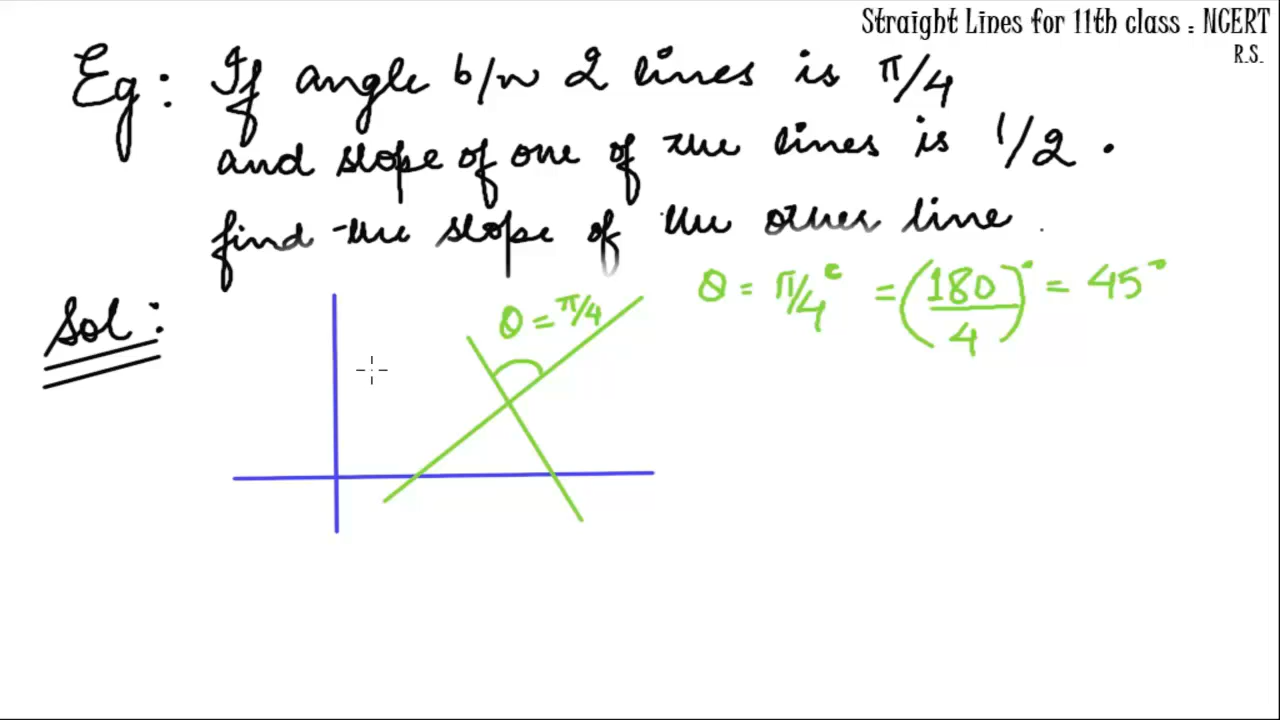 Straight Lines for 11th class : NCERT
R.S.
Eg: If angle b/w 2 lines is π/4
and slope of one of the lines is 1/2.
find the slope of the other line.
Sol:
θ = π/4
θ = π/4ᶜ = (180/4)° = 45°